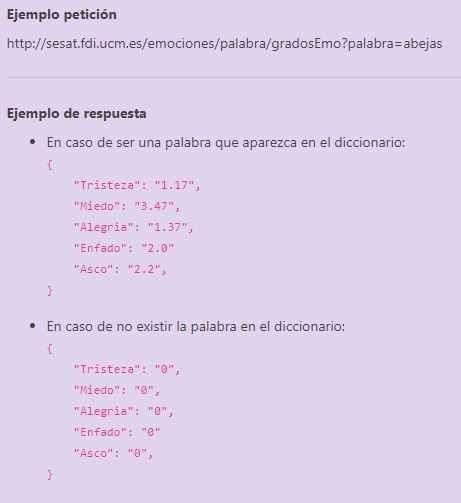 Ejemplo petición
http://sesat.fdi.ucm.es/emociones/palabra/gradosEmo?palabra=abejas
Ejemplo de respuesta
• En caso de ser una palabra que aparezca en el diccionario:
{
"Tristeza": "1.17",
"Miedo": "3.47",
"Alegria": "1.37",
"Enfado": "2.0"
"Asco": "2.2",
}
• En caso de no existir la palabra en el diccionario:
{
"Tristeza": "0",
"Miedo": "0",
"Alegria": "0",
"Enfado": "0"
"Asco": "0",
}